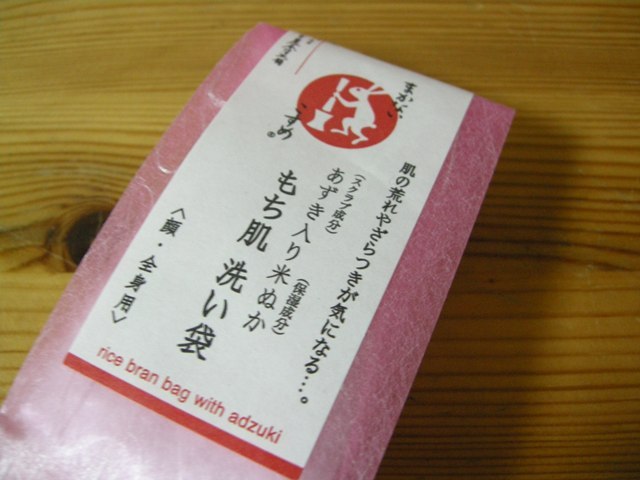 まかないこすめ®
肌の荒れやざらつきが気になる…。
(スクラブ成分)
(保湿成分)
あずき入り米ぬか
もち肌 洗い袋
〈顔・全身用〉
rice bran bag with adzuki